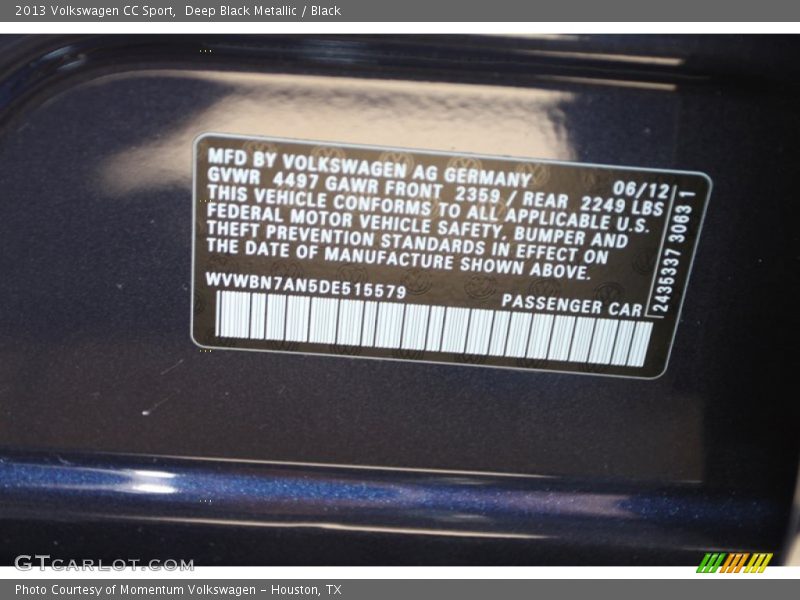 2013 Volkswagen CC Sport,  Deep Black Metallic / Black
MFD BY VOLKSWAGEN AG GERMANY 06/12
GVWR 4497 GAWR FRONT 2359 / REAR 2249 LBS
THIS VEHICLE CONFORMS TO ALL APPLICABLE U.S.
FEDERAL MOTOR VEHICLE SAFETY, BUMPER AND
THEFT PREVENTION STANDARDS IN EFFECT ON
THE DATE OF MANUFACTURE SHOWN ABOVE.
WVWBN7AN5DE515579
PASSENGER CAR
2435337 30631
GTCARLOT.COM
Photo Courtesy of Momentum Volkswagen - Houston, TX